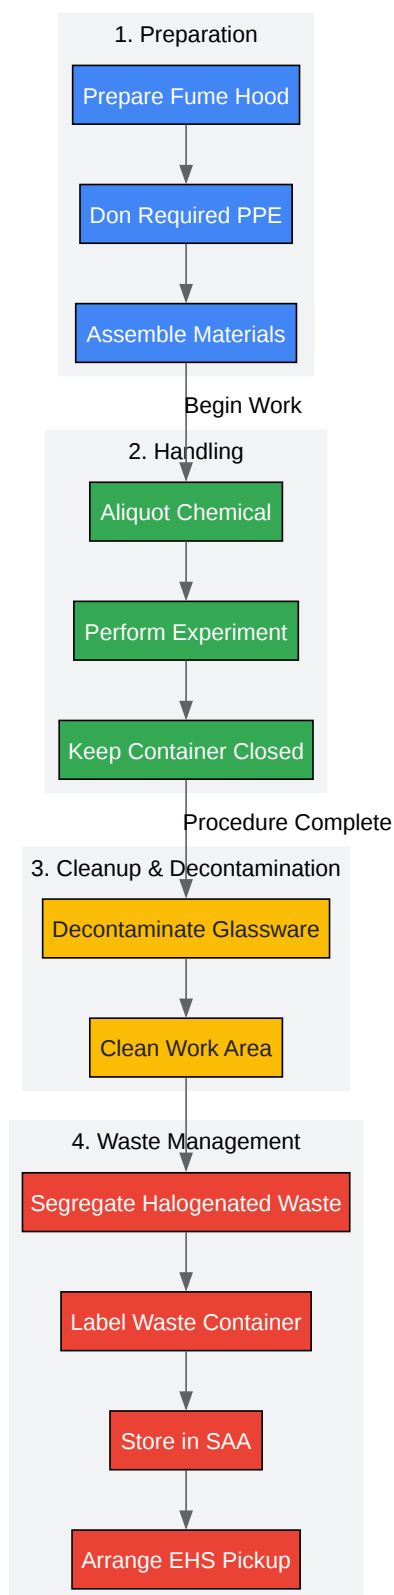 1. Preparation
Prepare Fume Hood
Don Required PPE
Assemble Materials
Begin Work
2. Handling
Aliquot Chemical
Perform Experiment
Keep Container Closed
Procedure Complete
3. Cleanup & Decontamination
Decontaminate Glassware
Clean Work Area
4. Waste Management
Segregate Halogenated Waste
Label Waste Container
Store in SAA
Arrange EHS Pickup